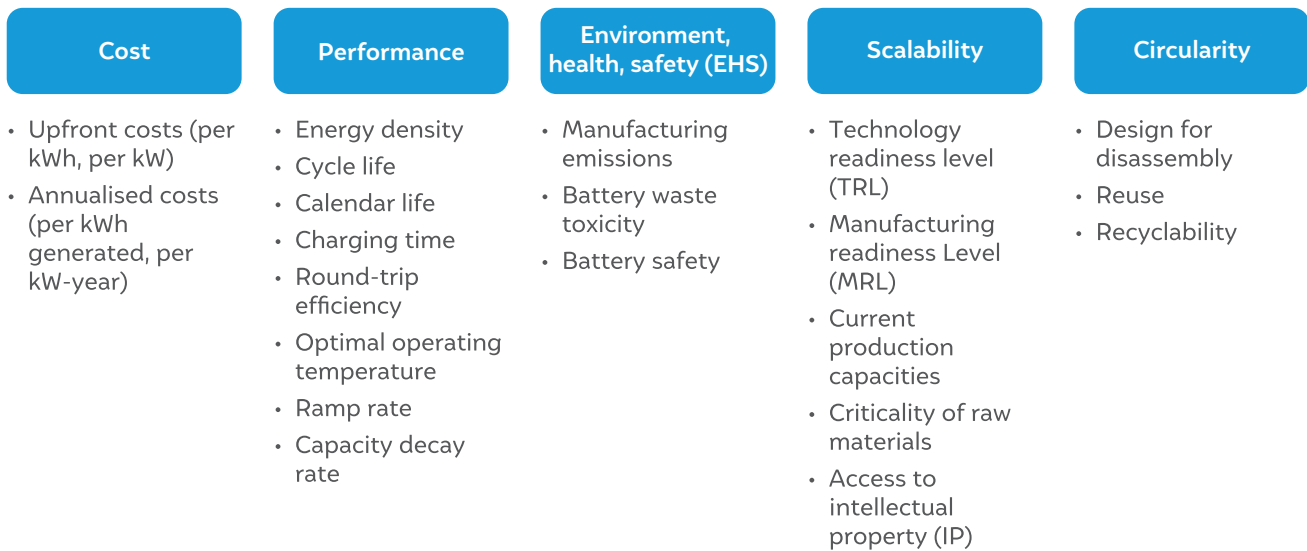 Cost
• Upfront costs (per
kWh, per kW)
• Annualised costs
(per kWh
generated, per
kW-year)
Performance
• Energy density
• Cycle life
• Calendar life
• Charging time
• Round-trip
efficiency
• Optimal operating
temperature
• Ramp rate
• Capacity decay
rate
Environment,
health, safety (EHS)
• Manufacturing
emissions
• Battery waste
toxicity
• Battery safety
Scalability
• Technology
readiness level
(TRL)
• Manufacturing
readiness Level
(MRL)
• Current
production
capacities
• Criticality of raw
materials
• Access to
intellectual
property (IP)
Circularity
• Design for
disassembly
• Reuse
• Recyclability